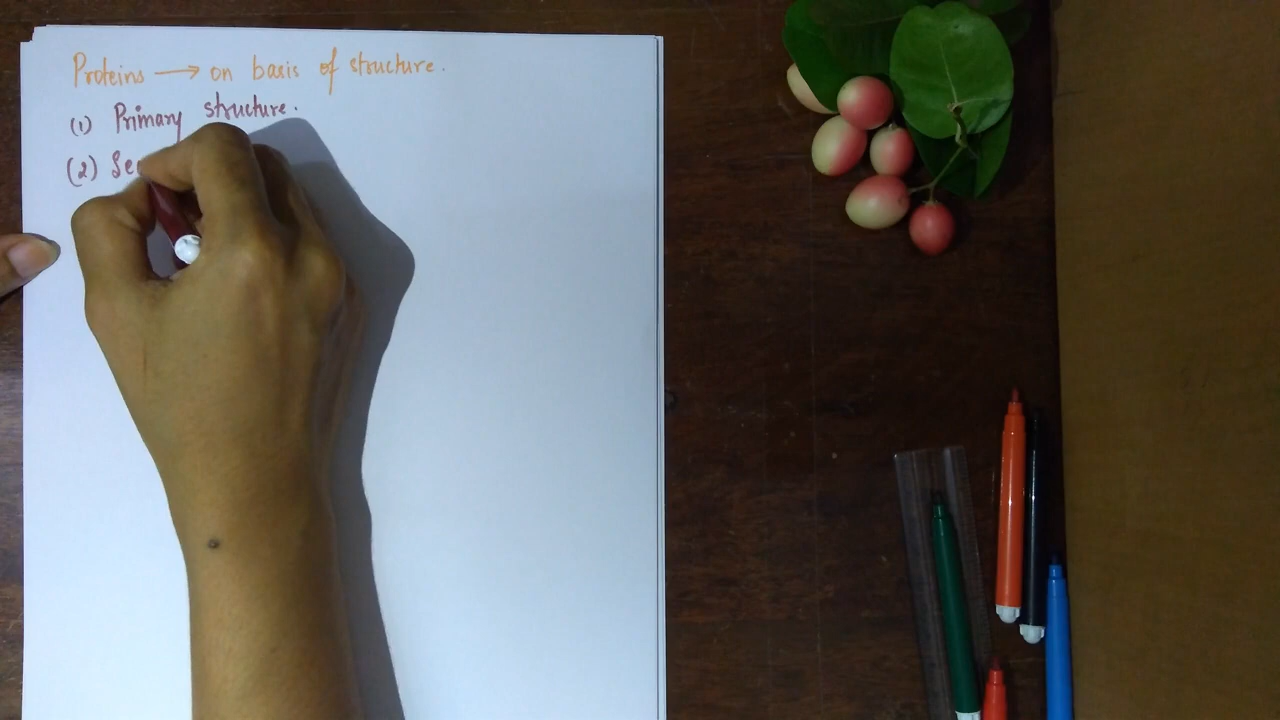 Proteins → on basis of structure.
(1) Primary structure.
(2) Se